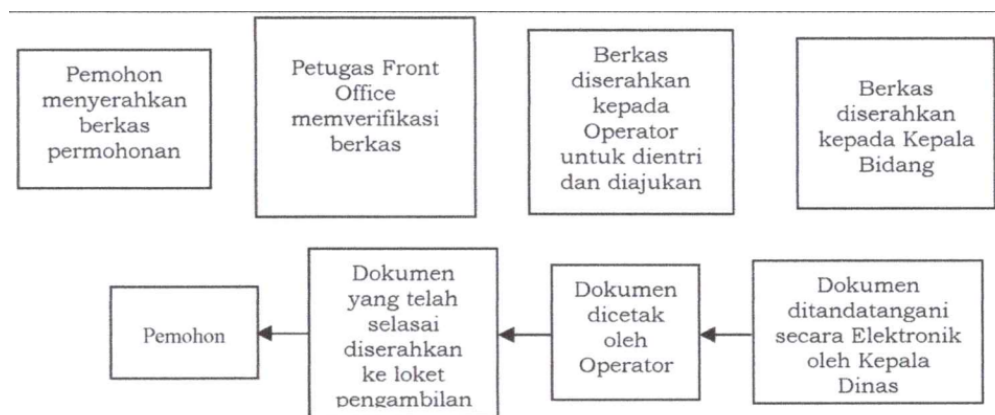 Pemohon
menyerahkan
berkas
permohonan
Petugas Front
Office
memverifikasi
berkas
Berkas
diserahkan
kepada
Operator
untuk dientri
dan diajukan
Berkas
diserahkan
kepada Kepala
Bidang
Pemohon
Dokumen
yang telah
selasai
diserahkan
ke loket
pengambilan
Dokumen
dicetak
oleh
Operator
Dokumen
ditandatangani
secara Elektronik
oleh Kepala
Dinas